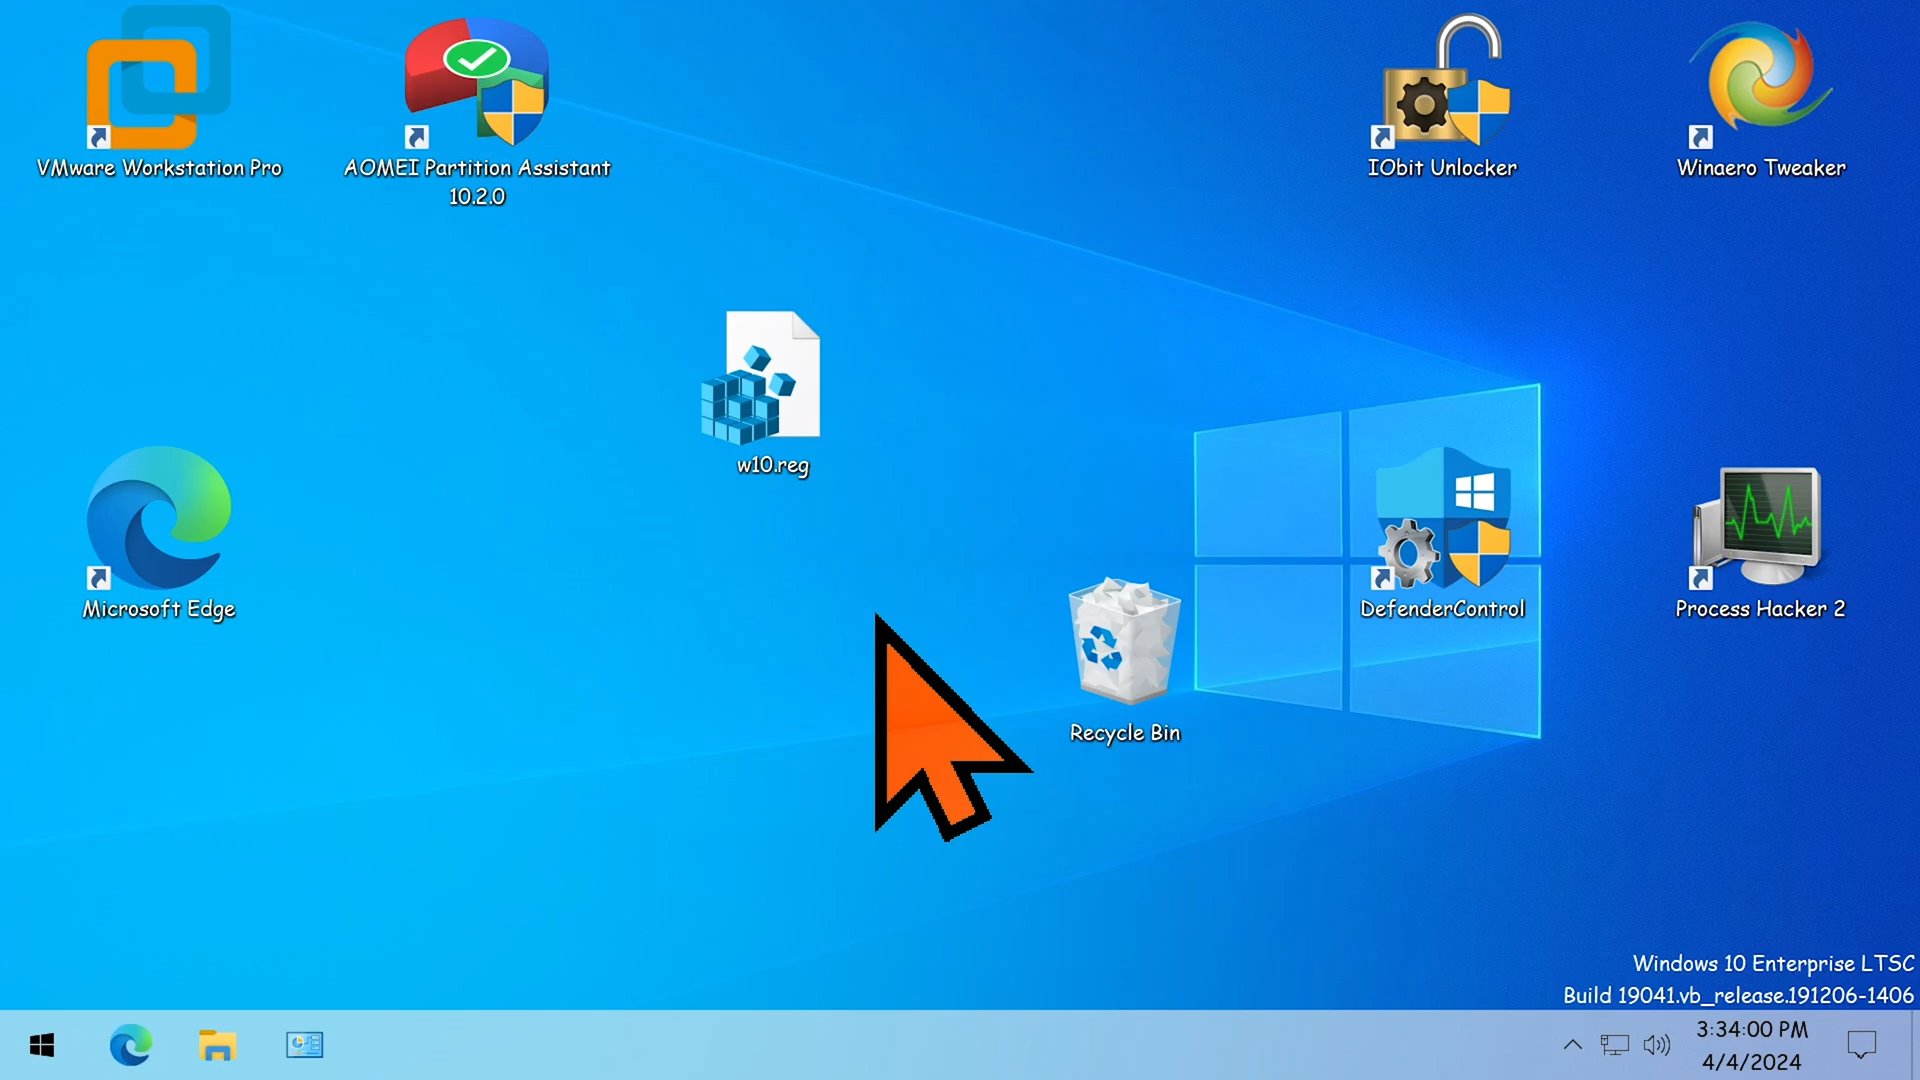 VMware Workstation Pro
AOMEI Partition Assistant
10.2.0
IObit Unlocker
Winaero Tweaker
w10.reg
Microsoft Edge
Recycle Bin
DefenderControl
Process Hacker 2
Windows 10 Enterprise LTSC
Build 19041.vb_release.191206-1406
3:34:00 PM
4/4/2024